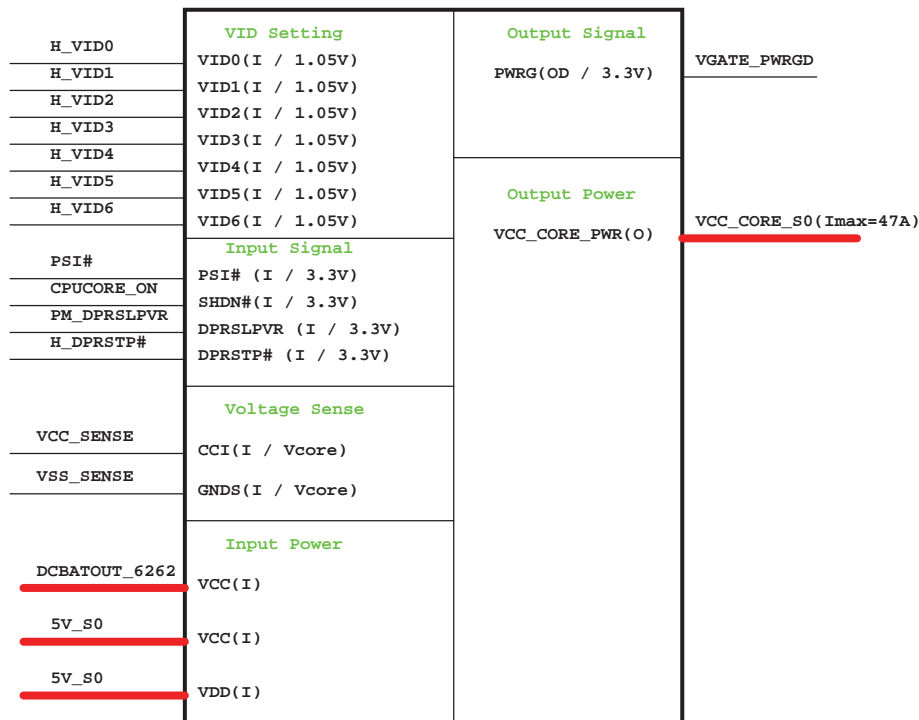 H_VID0
H_VID1
H_VID2
H_VID3
H_VID4
H_VID5
H_VID6
PSI#
CPUCORE_ON
PM_DPRSLPVR
H_DPRSTP#
VCC_SENSE
VSS_SENSE
DCBATOUT_6262
5V_S0
5V_S0
VID Setting
VID0(I / 1.05V)
VID1(I / 1.05V)
VID2(I / 1.05V)
VID3(I / 1.05V)
VID4(I / 1.05V)
VID5(I / 1.05V)
VID6(I / 1.05V)
Input Signal
PSI# (I / 3.3V)
SHDN#(I / 3.3V)
DPRSLPVR (I / 3.3V)
DPRSTP# (I / 3.3V)
Voltage Sense
CCI(I / Vcore)
GNDS(I / Vcore)
Input Power
VCC(I)
VCC(I)
VDD(I)
Output Signal
PWRG(OD / 3.3V)
Output Power
VCC_CORE_PWR(O)
VGATE_PWRGD
VCC_CORE_S0(Imax=47A)